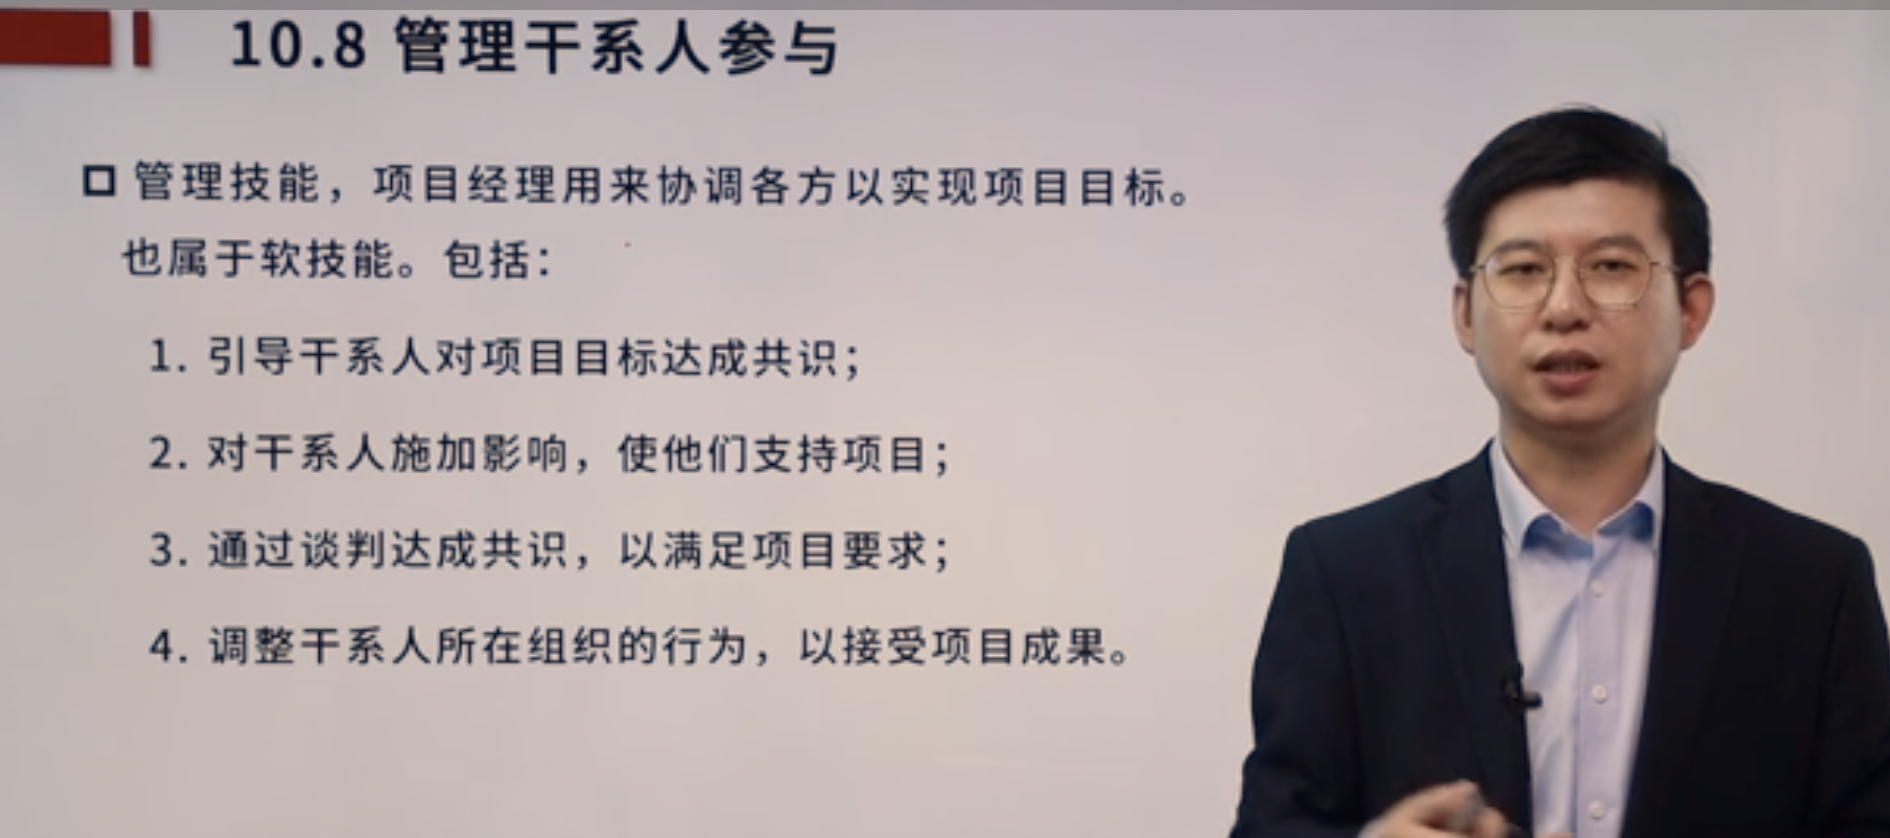 10.8 管理干系人参与
管理技能，项目经理用来协调各方以实现项目目标。
也属于软技能。包括：
1. 引导干系人对项目目标达成共识；
2. 对干系人施加影响，使他们支持项目；
3. 通过谈判达成共识，以满足项目要求；
4. 调整干系人所在组织的行为，以接受项目成果。